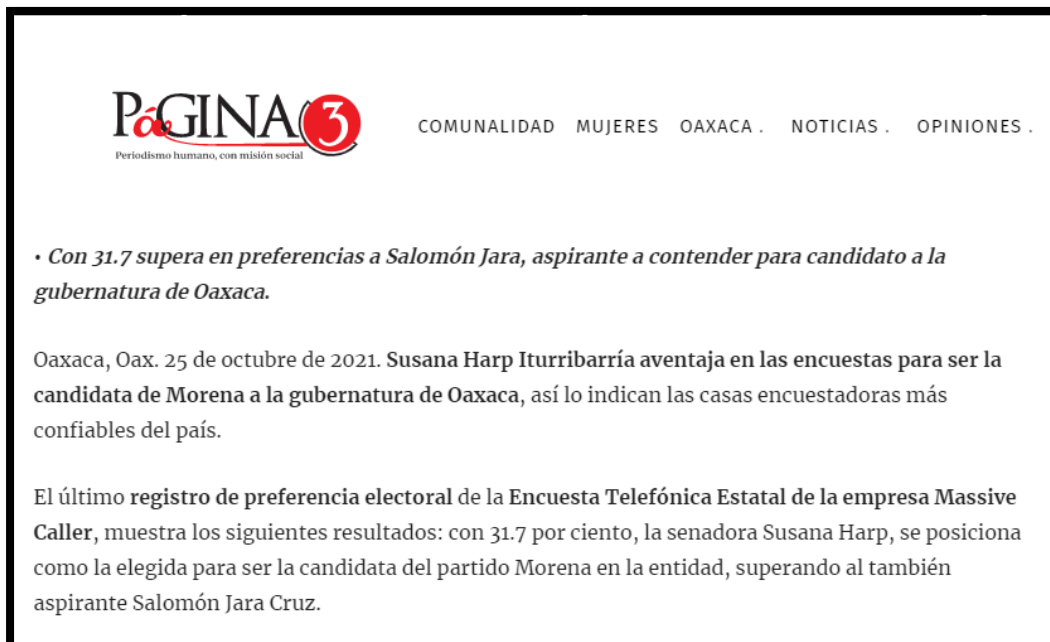 PáGINA 3
Periodismo humano, con misión social
COMUNALIDAD MUJERES OAXACA . NOTICIAS . OPINIONES .
• Con 31.7 supera en preferencias a Salomón Jara, aspirante a contender para candidato a la
gubernatura de Oaxaca.
Oaxaca, Oax. 25 de octubre de 2021. Susana Harp Iturribarría aventaja en las encuestas para ser la
candidata de Morena a la gubernatura de Oaxaca, así lo indican las casas encuestadoras más
confiables del país.
El último registro de preferencia electoral de la Encuesta Telefónica Estatal de la empresa Massive
Caller, muestra los siguientes resultados: con 31.7 por ciento, la senadora Susana Harp, se posiciona
como la elegida para ser la candidata del partido Morena en la entidad, superando al también
aspirante Salomón Jara Cruz.